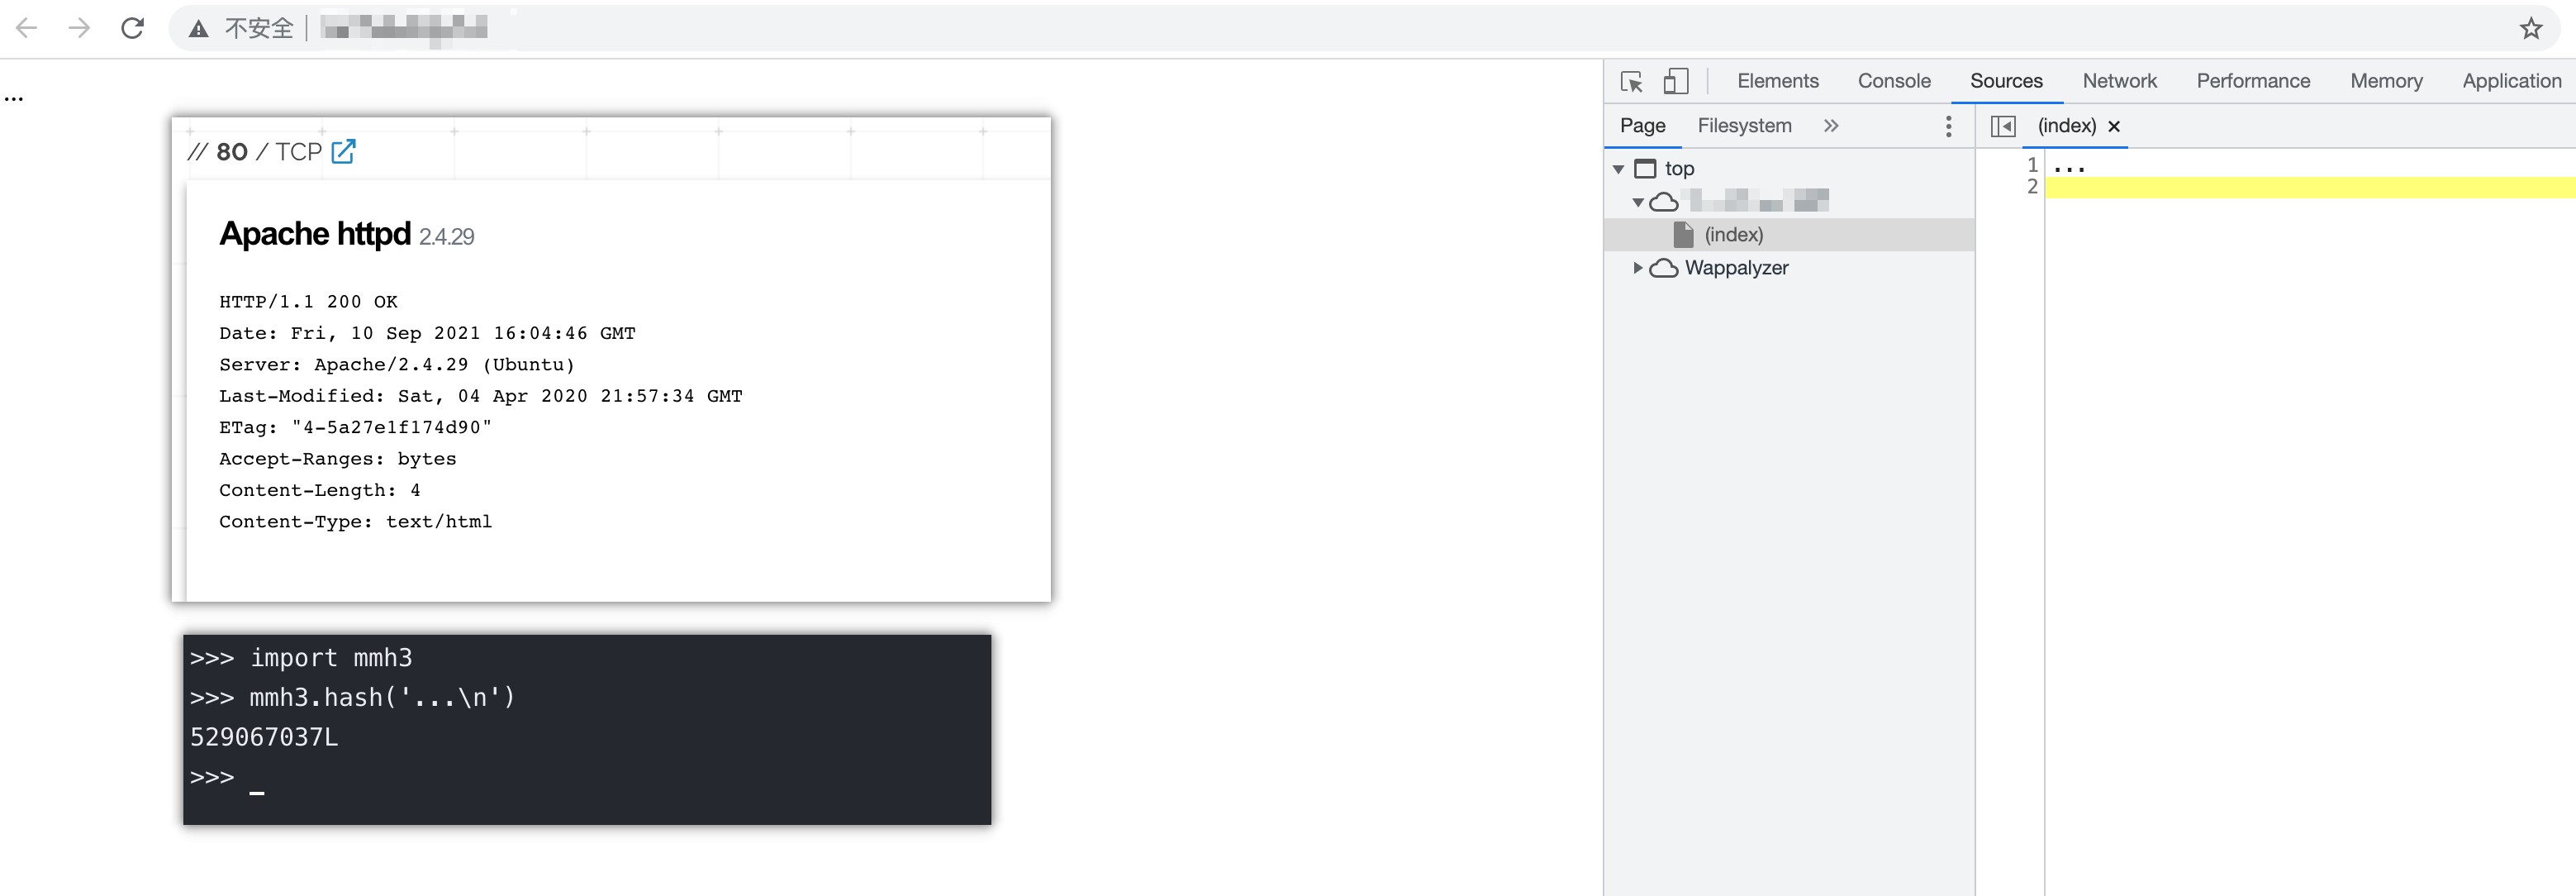 不安全
...
// 80 / TCP
Apache httpd 2.4.29
HTTP/1.1 200 OK
Date: Fri, 10 Sep 2021 16:04:46 GMT
Server: Apache/2.4.29 (Ubuntu)
Last-Modified: Sat, 04 Apr 2020 21:57:34 GMT
ETag: "4-5a27e1f174d90"
Accept-Ranges: bytes
Content-Length: 4
Content-Type: text/html
>>> import mmh3
>>> mmh3.hash('...\n')
529067037L
>>> _
Elements Console Sources Network Performance Memory Application
Page Filesystem »
top
(index)
Wappalyzer
(index) ×
1 ...
2